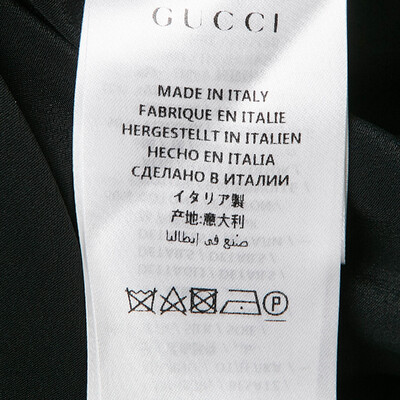 GUCCI
MADE IN ITALY
FABRIQUE EN ITALIE
HERGESTELLT IN ITALIEN
HECHO EN ITALIA
СДЕЛАНО В ИТАЛИИ
イタリア製
产地:意大利
صنع في إيطاليا
P